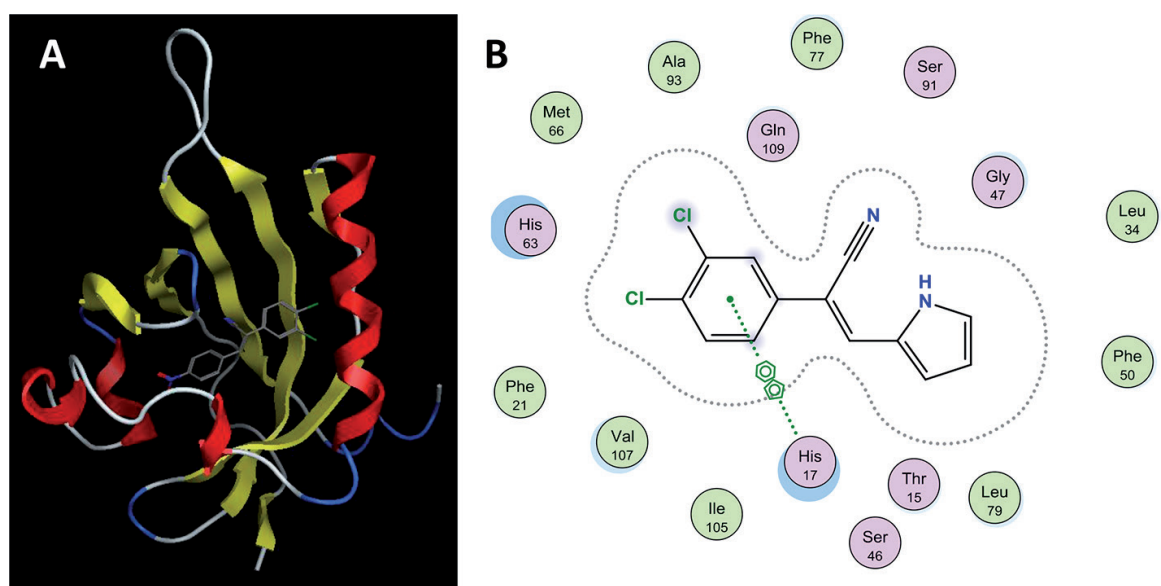 A
B
Phe
77
Ala
93
Ser
91
Met
66
Gln
109
Gly
47
His
63
Leu
34
Cl
N
Cl
H
N
Phe
50
Phe
21
Val
107
His
17
Thr
15
Leu
79
Ile
105
Ser
46